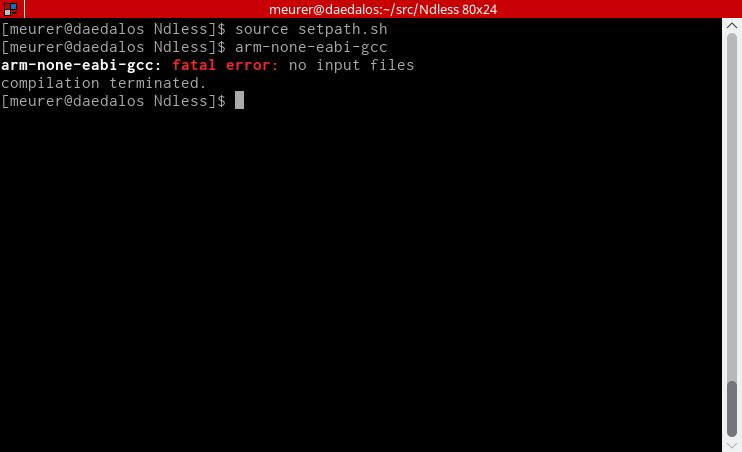 meurer@daedalos:~/src/Ndless 80x24
[meurer@daedalos Ndless]$ source setpath.sh
[meurer@daedalos Ndless]$ arm-none-eabi-gcc
arm-none-eabi-gcc: fatal error: no input files
compilation terminated.
[meurer@daedalos Ndless]$